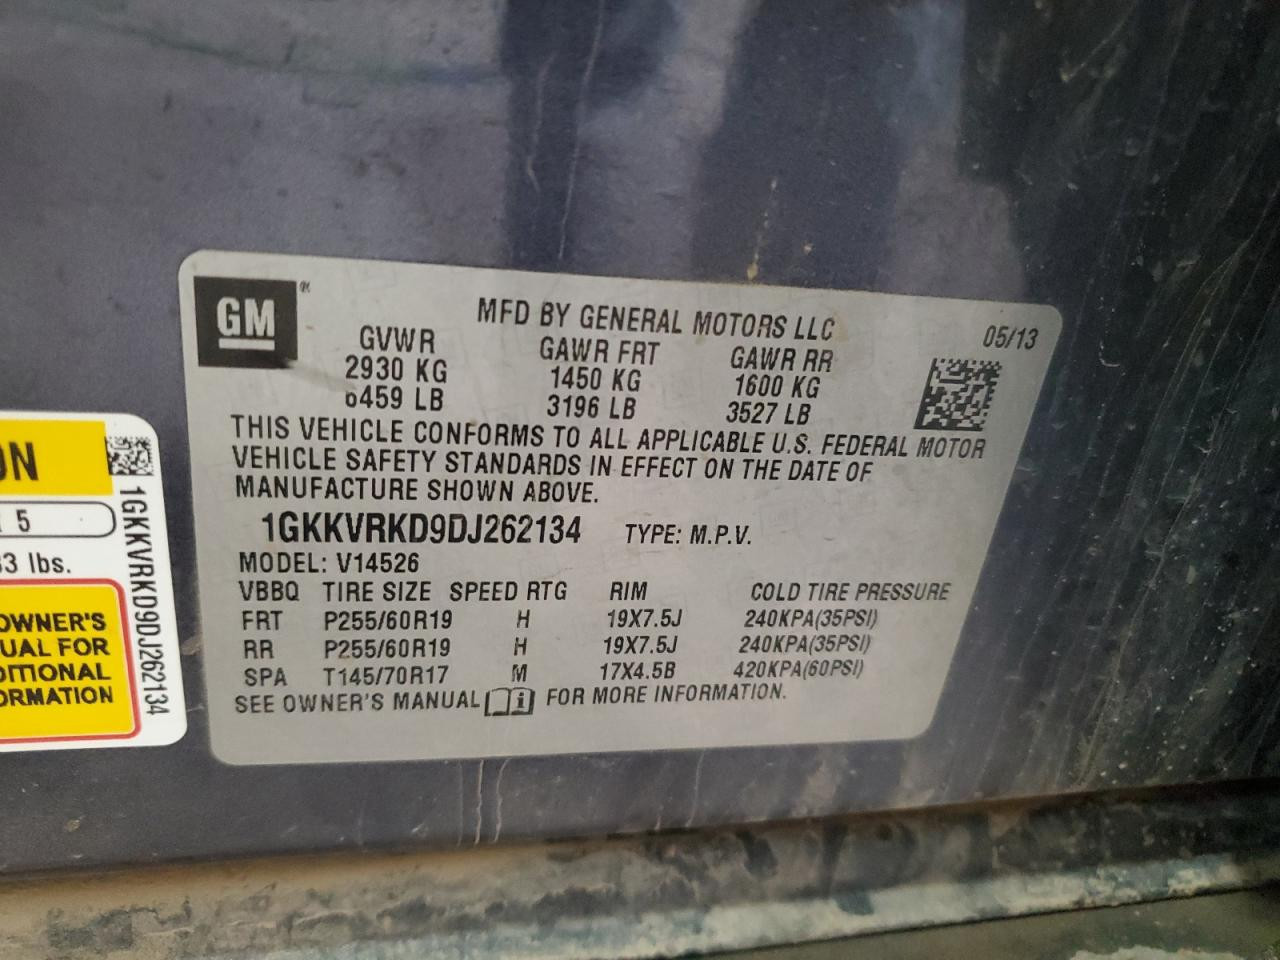 GM
MFD BY GENERAL MOTORS LLC
05/13
GVWR GAWR FRT GAWR RR
2930 KG 1450 KG 1600 KG
6459 LB 3196 LB 3527 LB
THIS VEHICLE CONFORMS TO ALL APPLICABLE U.S. FEDERAL MOTOR
VEHICLE SAFETY STANDARDS IN EFFECT ON THE DATE OF
MANUFACTURE SHOWN ABOVE.
1GKKVRKD9DJ262134 TYPE: M.P.V.
MODEL: V14526
VBBQ TIRE SIZE SPEED RTG RIM COLD TIRE PRESSURE
FRT P255/60R19 H 19X7.5J 240KPA(35PSI)
RR P255/60R19 H 19X7.5J 240KPA(35PSI)
SPA T145/70R17 M 17X4.5B 420KPA(60PSI)
SEE OWNER'S MANUAL FOR MORE INFORMATION.
ON
5
33 lbs.
OWNER'S
UAL FOR
DITIONAL
ORMATION
1GKKVRKD9DJ262134